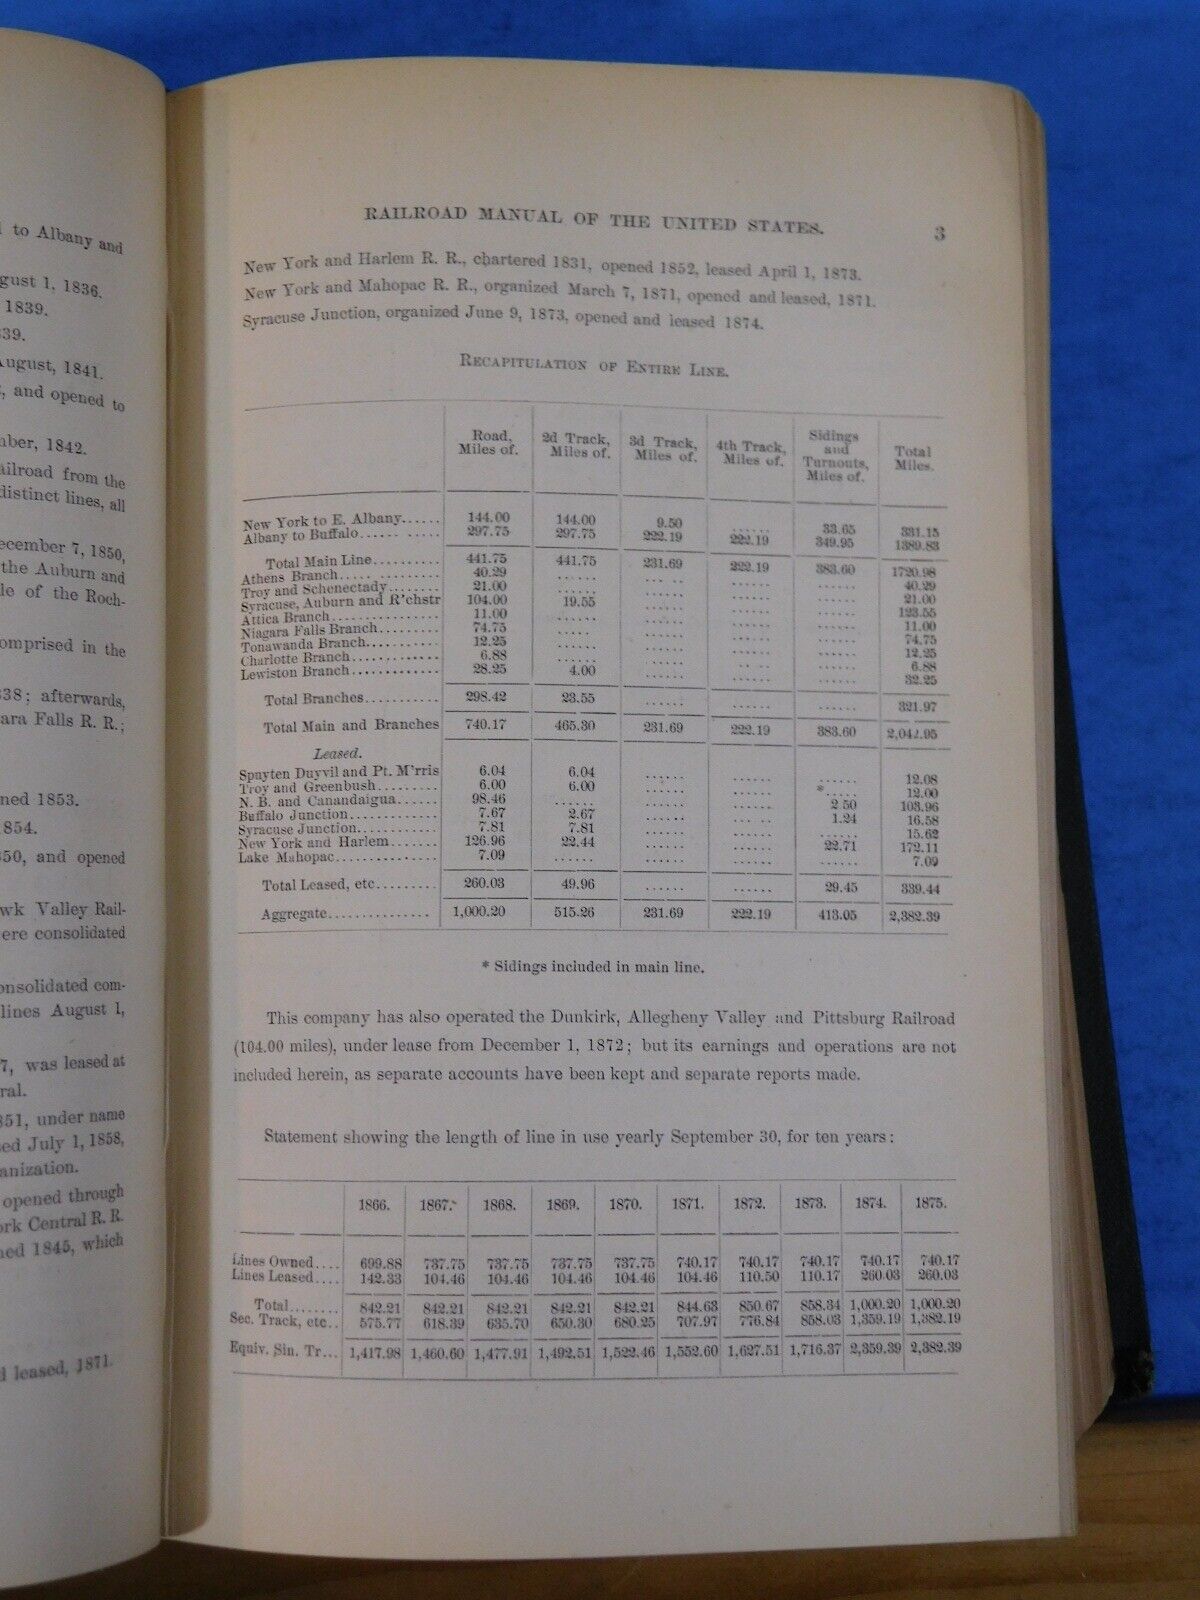 l to Albany and
gust 1, 1836.
1839.
39.
August, 1841.
, and opened to
mber, 1842.
ailroad from the
distinct lines, all
ecember 7, 1850,
the Auburn and
le of the Roch-
omprised in the
38; afterwards,
ara Falls R. R.;
ned 1853.
854.
50, and opened
wk Valley Rail-
ere consolidated
onsolidated com-
lines August 1,
7, was leased at
ral.
51, under name
ed July 1, 1858,
anization.
opened through
ork Central R. R.
ned 1845, which
d leased, 1871.
RAILROAD MANUAL OF THE UNITED STATES. 3
New York and Harlem R. R., chartered 1831, opened 1852, leased April 1, 1873.
New York and Mahopac R. R., organized March 7, 1871, opened and leased, 1871.
Syracuse Junction, organized June 9, 1873, opened and leased 1874.
RECAPITULATION OF ENTIRE LINE.
Road, Miles of. 2d Track, Miles of. 3d Track, Miles of. 4th Track, Miles of. Sidings and Turnouts, Miles of. Total Miles.
New York to E. Albany...... 144.00 144.00 9.50 ...... 33.65 331.15
Albany to Buffalo...... ...... 297.75 297.75 222.19 222.19 349.95 1389.83
Total Main Line.......... 441.75 441.75 231.69 222.19 383.60 1720.98
Athens Branch..... .......... 40.29 ...... ...... ...... ...... 40.29
Troy and Schenectady........ 21.00 ...... ...... ...... ...... 21.00
Syracuse, Auburn and R'chstr 104.00 19.55 ...... ...... ...... 123.55
Attica Branch................ 11.00 ...... ...... ...... ...... 11.00
Niagara Falls Branch......... 74.75 ..... ...... ...... ...... 74.75
Tonawanda Branch............ 12.25 ...... ...... ...... ...... 12.25
Charlotte Branch............. 6.88 ...... ...... ...... ...... 6.88
Lewiston Branch............. 28.25 4.00 ...... ...... ...... 32.25
Total Branches........... 298.42 23.55 ...... ...... ...... 321.97
Total Main and Branches 740.17 465.30 231.69 222.19 383.60 2,042.95
Leased.
Spuyten Duyvil and Pt. M'rris 6.04 6.04 ...... ...... ...... 12.08
Troy and Greenbush......... 6.00 6.00 ...... ...... *..... 12.00
N. B. and Canandaigua...... 98.46 ...... ...... ...... 2.50 103.96
Buffalo Junction............. 7.67 2.67 ...... ... .. 1.24 16.58
Syracuse Junction............ 7.81 7.81 ...... ...... ...... 15.62
New York and Harlem....... 126.96 22.44 ...... ...... 22.71 172.11
Lake Mahopac............... 7.09 ...... ...... ...... ...... 7.09
Total Leased, etc......... 260.03 49.96 ...... ...... 29.45 339.44
Aggregate............... 1,000.20 515.26 231.69 222.19 413.05 2,382.39
* Sidings included in main line.
This company has also operated the Dunkirk, Allegheny Valley and Pittsburg Railroad
(104.00 miles), under lease from December 1, 1872; but its earnings and operations are not
included herein, as separate accounts have been kept and separate reports made.
Statement showing the length of line in use yearly September 30, for ten years:
1866. 1867. 1868. 1869. 1870. 1871. 1872. 1873. 1874. 1875.
Lines Owned.... 699.88 737.75 737.75 737.75 737.75 740.17 740.17 740.17 740.17 740.17
Lines Leased.... 142.33 104.46 104.46 104.46 104.46 104.46 110.50 110.17 260.03 260.03
Total........ 842.21 842.21 842.21 842.21 842.21 844.63 850.67 858.34 1,000.20 1,000.20
Sec. Track, etc.. 575.77 618.39 635.70 650.30 680.25 707.97 776.84 858.03 1,359.19 1,382.19
Equiv. Sin. Tr... 1,417.98 1,460.60 1,477.91 1,492.51 1,522.46 1,552.60 1,627.51 1,716.37 2,359.39 2,382.39